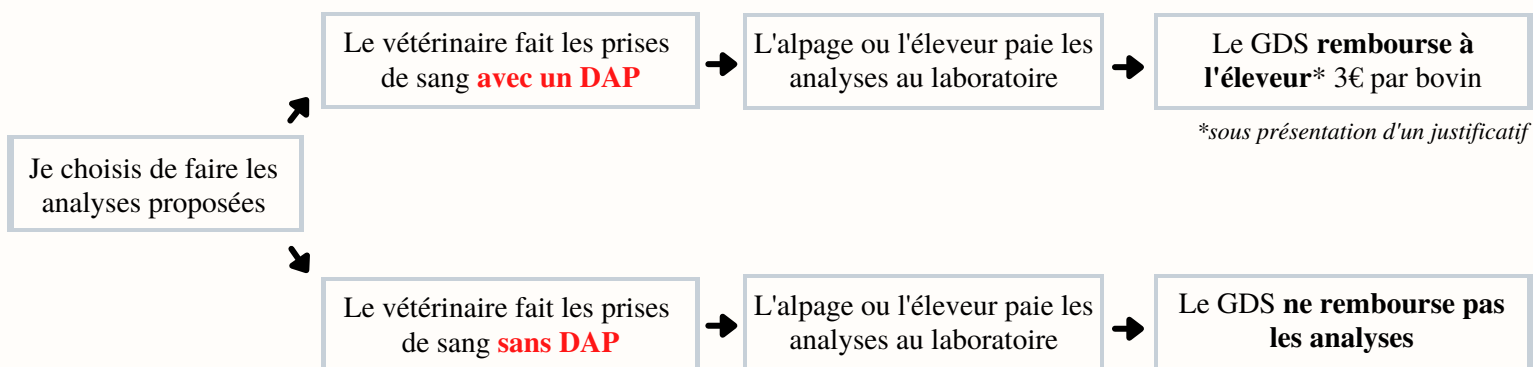 Le vétérinaire fait les prises
de sang avec un DAP
L'alpage ou l'éleveur paie les
analyses au laboratoire
Le GDS rembourse à
l'éleveur* 3€ par bovin
*sous présentation d'un justificatif
Je choisis de faire les
analyses proposées
Le vétérinaire fait les prises
de sang sans DAP
L'alpage ou l'éleveur paie les
analyses au laboratoire
Le GDS ne rembourse pas
les analyses